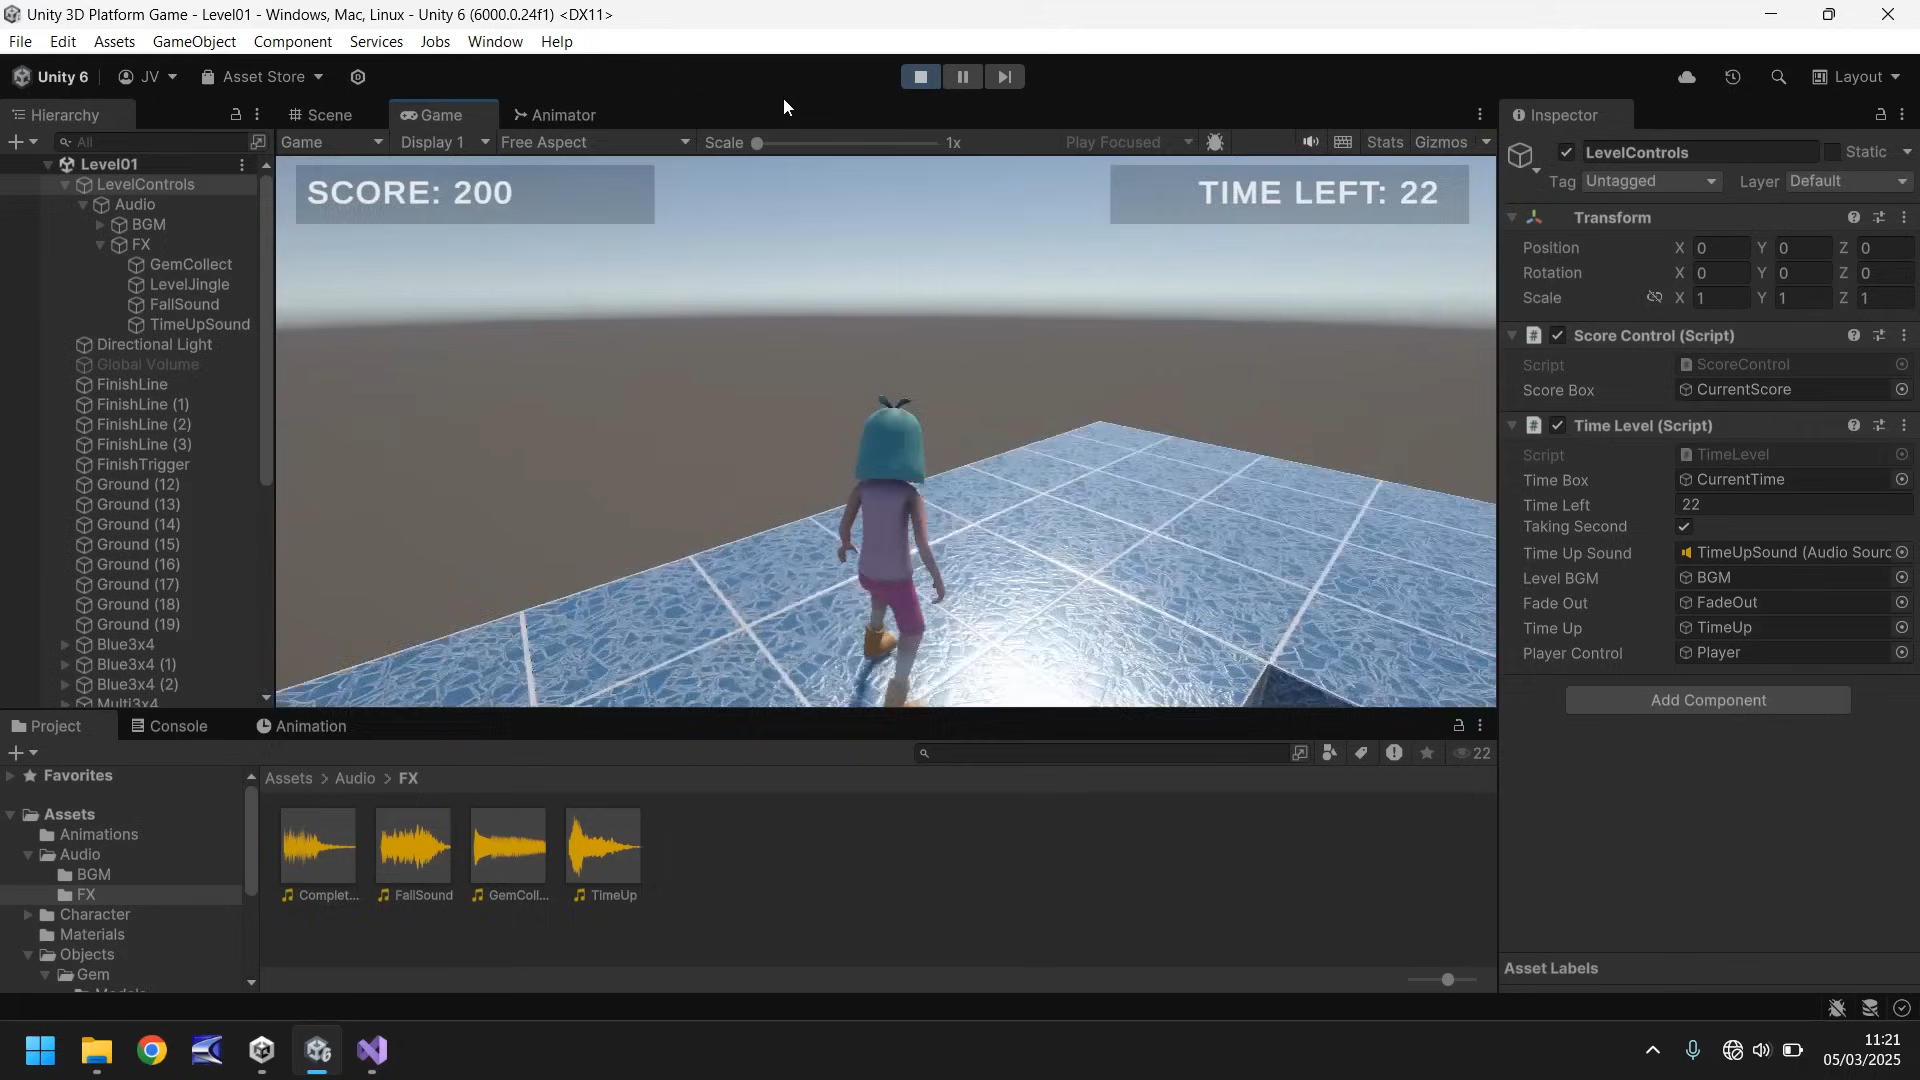 Unity 3D Platform Game - Level01 - Windows, Mac, Linux - Unity 6 (6000.0.24f1) <DX11>
File Edit Assets GameObject Component Services Jobs Window Help
Unity 6 JV Asset Store Layout
Hierarchy
All
Level01
LevelControls
Audio
BGM
FX
GemCollect
LevelJingle
FallSound
TimeUpSound
Directional Light
Global Volume
FinishLine
FinishLine (1)
FinishLine (2)
FinishLine (3)
FinishTrigger
Ground (12)
Ground (13)
Ground (14)
Ground (15)
Ground (16)
Ground (17)
Ground (18)
Ground (19)
Blue3x4
Blue3x4 (1)
Blue3x4 (2)
Multi3x4
Scene Game Animator
Game Display 1 Free Aspect Scale 1x Play Focused Stats Gizmos
SCORE: 200
TIME LEFT: 22
Inspector
LevelControls Static
Tag Untagged Layer Default
Transform
Position X 0 Y 0 Z 0
Rotation X 0 Y 0 Z 0
Scale X 1 Y 1 Z 1
Score Control (Script)
Script ScoreControl
Score Box CurrentScore
Time Level (Script)
Script TimeLevel
Time Box CurrentTime
Time Left 22
Taking Second
Time Up Sound TimeUpSound (Audio Sourc
Level BGM BGM
Fade Out FadeOut
Time Up TimeUp
Player Control Player
Add Component
Asset Labels
Project Console Animation
22
Favorites
Assets
Animations
Audio
BGM
FX
Character
Materials
Objects
Gem
Assets > Audio > FX
Complet... FallSound GemColl... TimeUp
11:21
05/03/2025